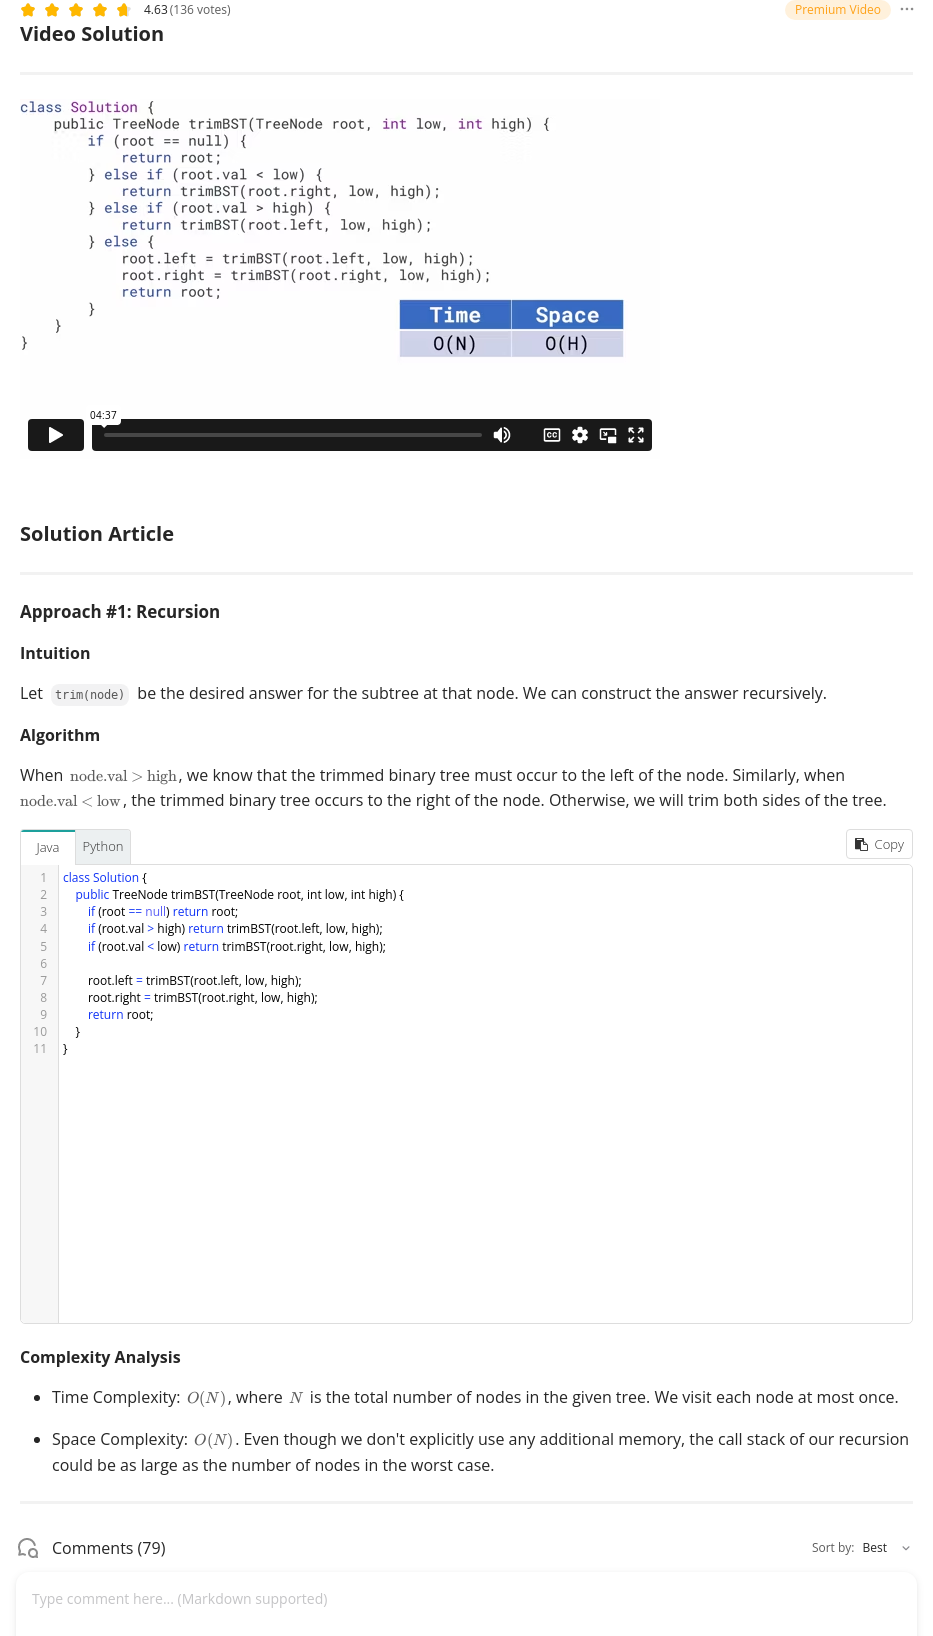 4.63 (136 votes)
Premium Video
Video Solution
class Solution {
    public TreeNode trimBST(TreeNode root, int low, int high) {
        if (root == null) {
            return root;
        } else if (root.val < low) {
            return trimBST(root.right, low, high);
        } else if (root.val > high) {
            return trimBST(root.left, low, high);
        } else {
            root.left = trimBST(root.left, low, high);
            root.right = trimBST(root.right, low, high);
            return root;
        }
    }
}
Time Space
O(N) O(H)
04:37
CC
Solution Article
Approach #1: Recursion
Intuition
Let trim(node) be the desired answer for the subtree at that node. We can construct the answer recursively.
Algorithm
When node.val > high, we know that the trimmed binary tree must occur to the left of the node. Similarly, when
node.val < low, the trimmed binary tree occurs to the right of the node. Otherwise, we will trim both sides of the tree.
Java Python Copy
1 class Solution {
2     public TreeNode trimBST(TreeNode root, int low, int high) {
3         if (root == null) return root;
4         if (root.val > high) return trimBST(root.left, low, high);
5         if (root.val < low) return trimBST(root.right, low, high);
6
7         root.left = trimBST(root.left, low, high);
8         root.right = trimBST(root.right, low, high);
9         return root;
10     }
11 }
Complexity Analysis
• Time Complexity: O(N), where N is the total number of nodes in the given tree. We visit each node at most once.
• Space Complexity: O(N). Even though we don't explicitly use any additional memory, the call stack of our recursion
could be as large as the number of nodes in the worst case.
Comments (79)
Sort by: Best
Type comment here... (Markdown supported)